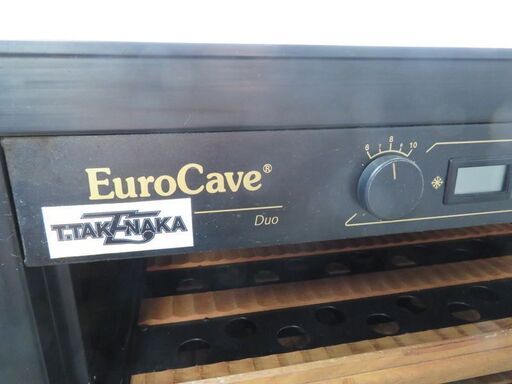 6 8 10
EuroCave®
T.TAKENAKA
Duo